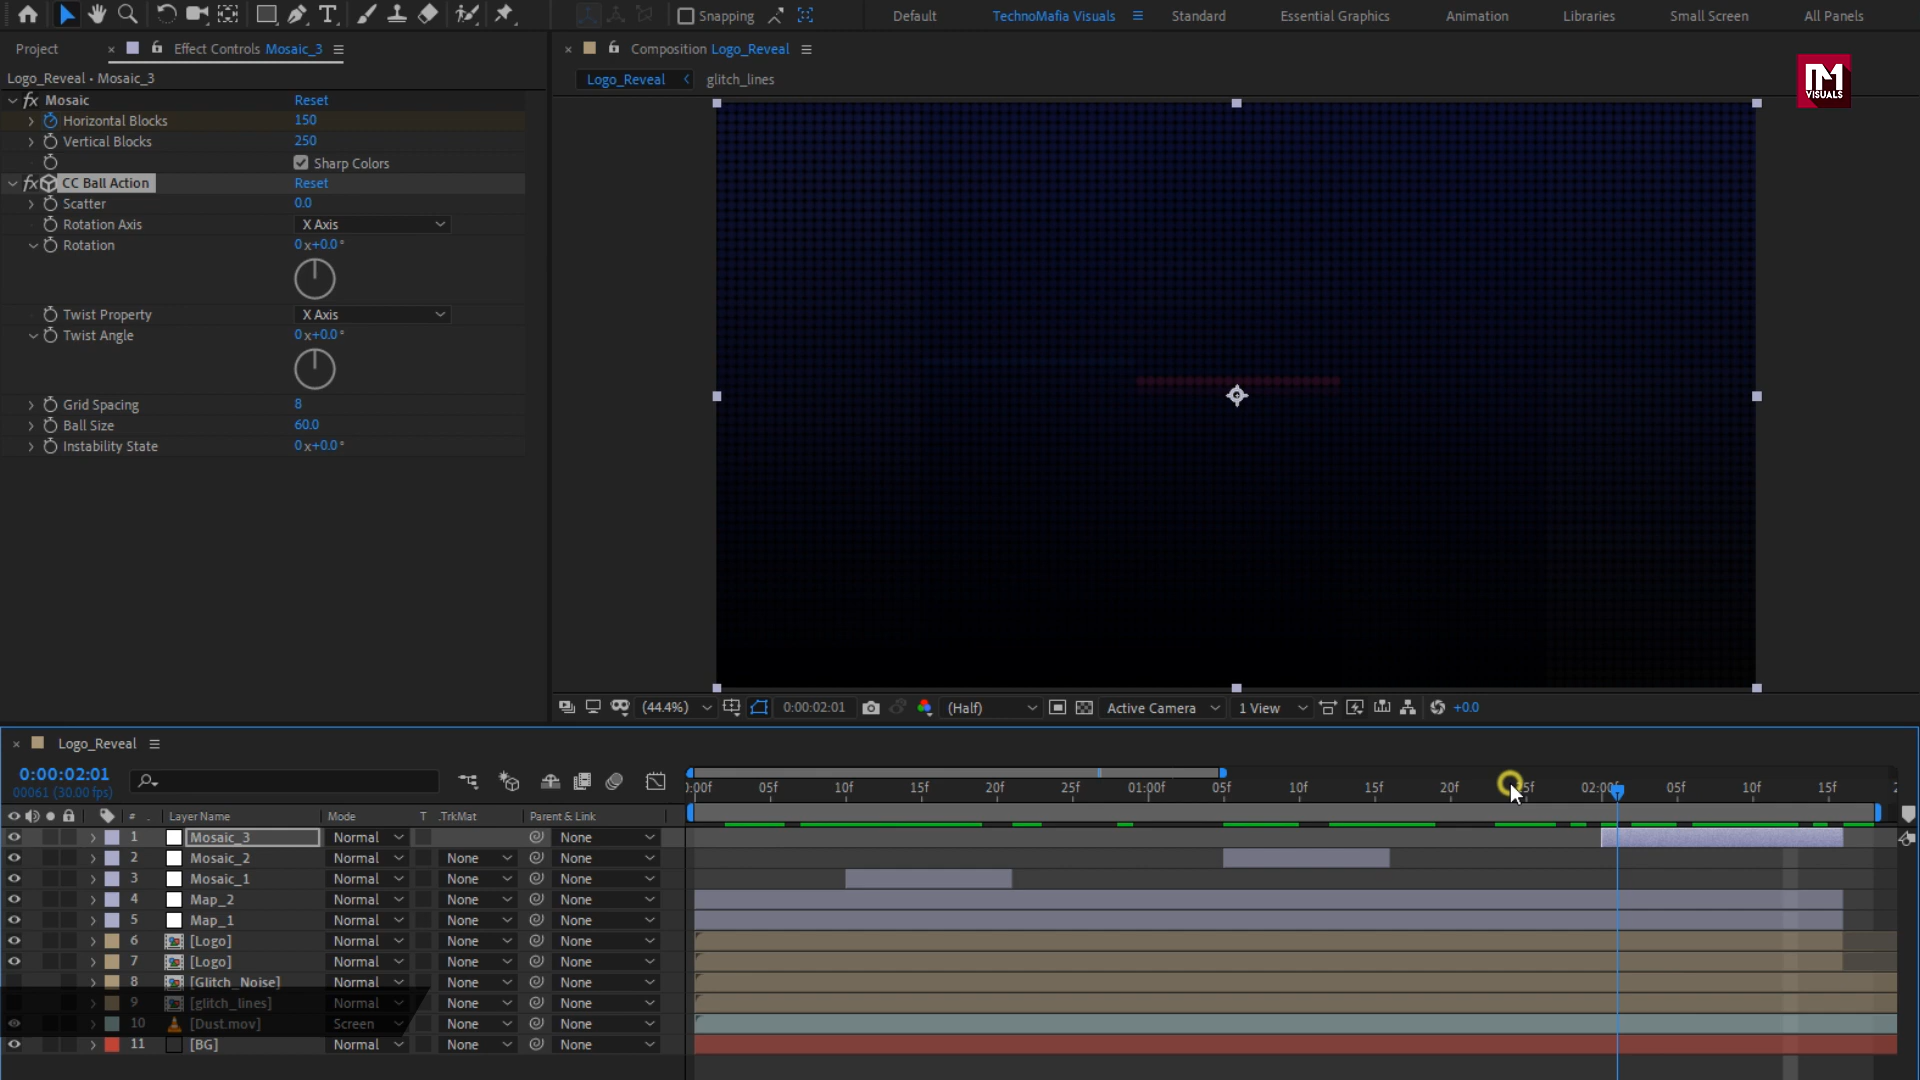 Snapping
Default
TechnoMafia Visuals
Standard
Essential Graphics
Animation
Libraries
Small Screen
All Panels
Project
Effect Controls Mosaic_3
Composition Logo_Reveal
Logo_Reveal • Mosaic_3
Logo_Reveal
glitch_lines
VISUALS
fx Mosaic Reset
Horizontal Blocks 150
Vertical Blocks 250
Sharp Colors
fx CC Ball Action Reset
Scatter 0.0
Rotation Axis X Axis
Rotation 0x+0.0°
Twist Property X Axis
Twist Angle 0x+0.0°
Grid Spacing 8
Ball Size 60.0
Instability State 0x+0.0°
(44.4%) 0:00:02:01 (Half) Active Camera 1 View +0.0
Logo_Reveal
0:00:02:01
00061 (30.00 fps)
:00f 05f 10f 15f 20f 25f 01:00f 05f 10f 15f 20f 5f 02:00f 05f 10f 15f 2
# Layer Name Mode T .TrkMat Parent & Link
1 Mosaic_3 Normal None
2 Mosaic_2 Normal None None
3 Mosaic_1 Normal None None
4 Map_2 Normal None None
5 Map_1 Normal None None
6 [Logo] Normal None None
7 [Logo] Normal None None
8 [Glitch_Noise] Normal None None
9 [glitch_lines] Normal None None
10 [Dust.mov] Screen None None
11 [BG] Normal None None